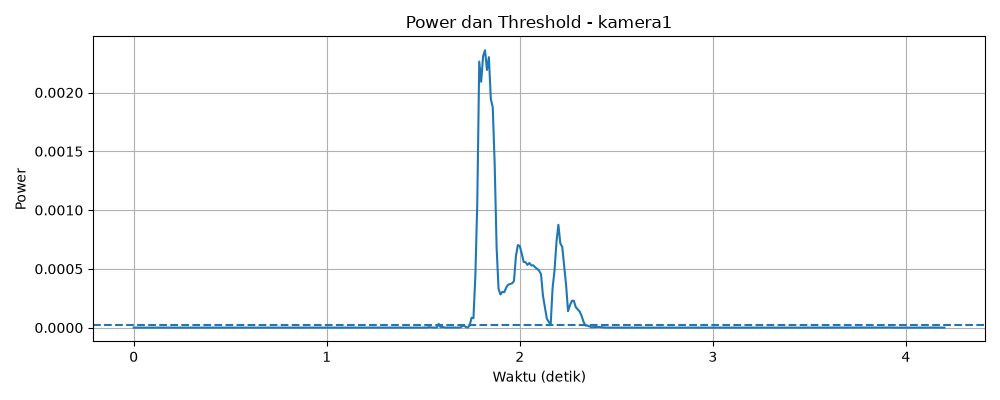 Power dan Threshold - kamera1
Power
0.0020
0.0015
0.0010
0.0005
0.0000
0 1 2 3 4
Waktu (detik)